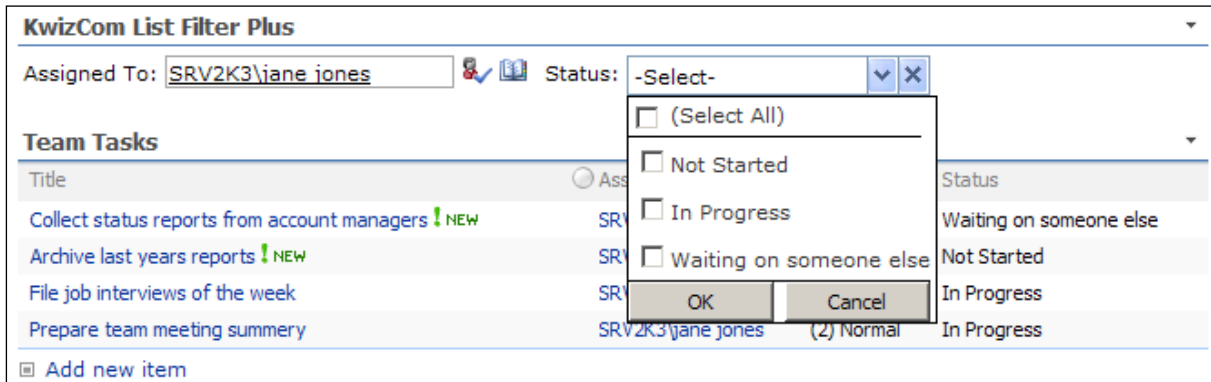 KwizCom List Filter Plus
Assigned To: SRV2K3\jane jones Status: -Select-
(Select All)
Team Tasks
Not Started
Title Status
In Progress
Collect status reports from account managers ! NEW Waiting on someone else
Waiting on someone else
Archive last years reports ! NEW Not Started
OK Cancel
File job interviews of the week In Progress
Prepare team meeting summery SRV2K3\jane jones (2) Normal In Progress
Add new item